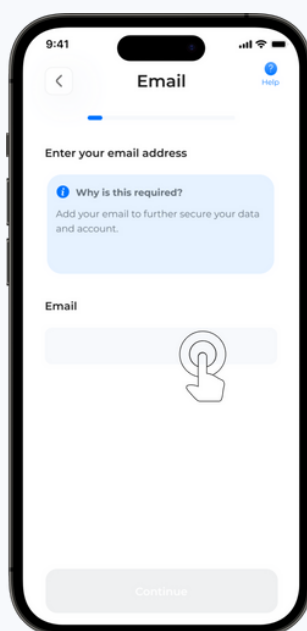 9:41
Email
?
Help
Enter your email address
i Why is this required?
Add your email to further secure your data
and account.
Email
Continue